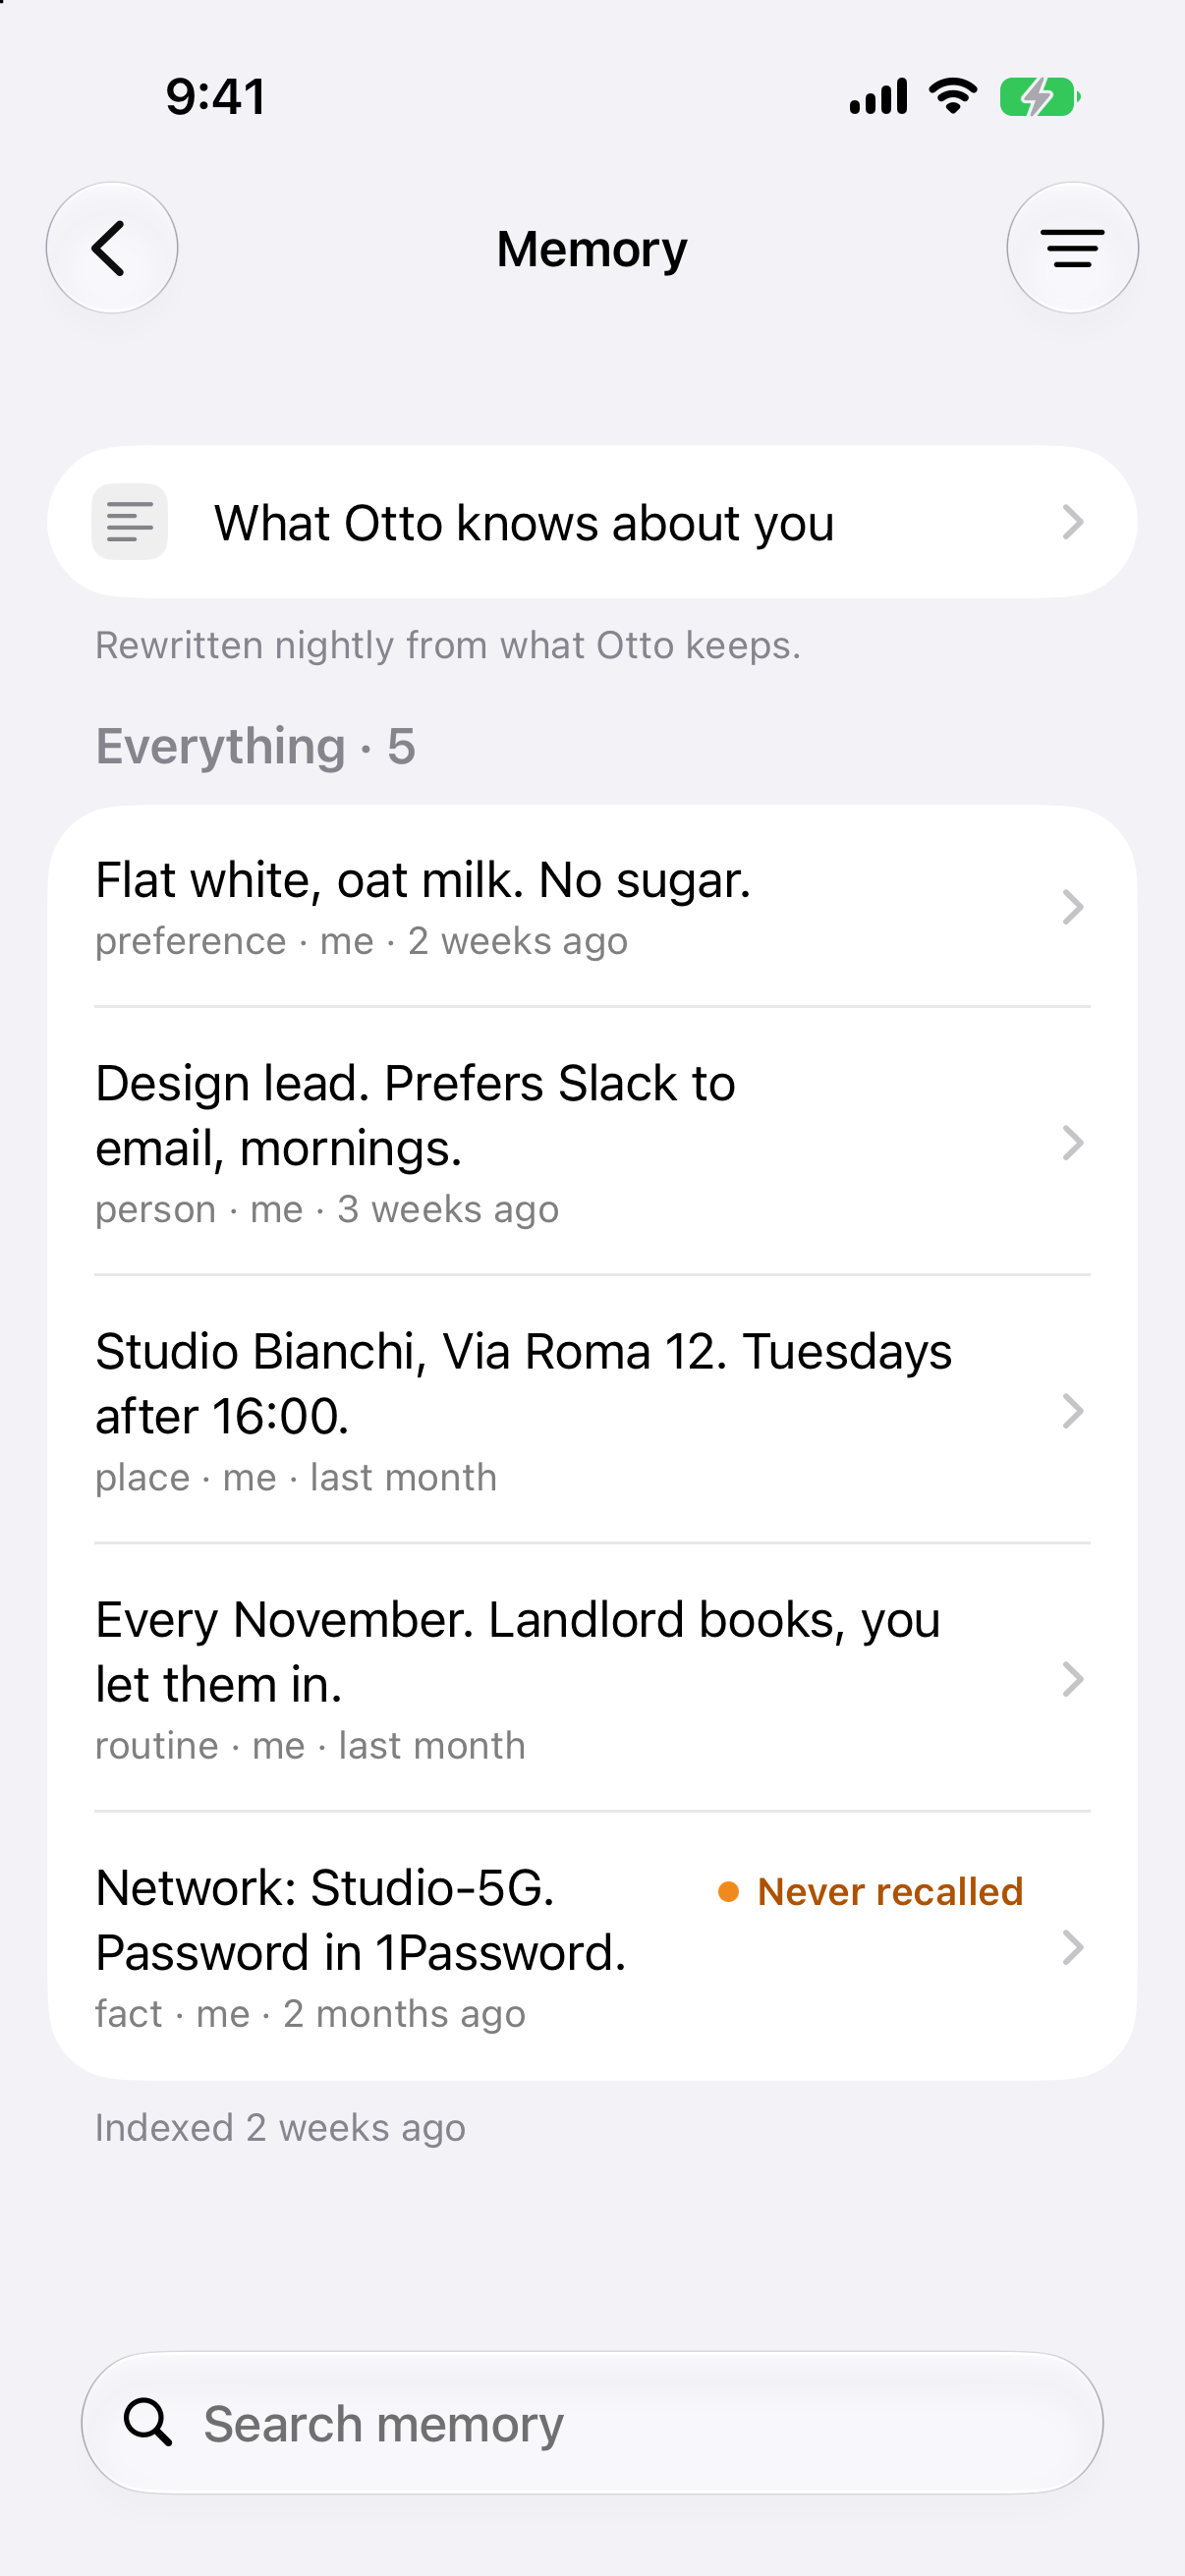 9:41
Memory
What Otto knows about you
Rewritten nightly from what Otto keeps.
Everything · 5
Flat white, oat milk. No sugar.
preference · me · 2 weeks ago
Design lead. Prefers Slack to
email, mornings.
person · me · 3 weeks ago
Studio Bianchi, Via Roma 12. Tuesdays
after 16:00.
place · me · last month
Every November. Landlord books, you
let them in.
routine · me · last month
Network: Studio-5G.
Never recalled
Password in 1Password.
fact · me · 2 months ago
Indexed 2 weeks ago
Search memory